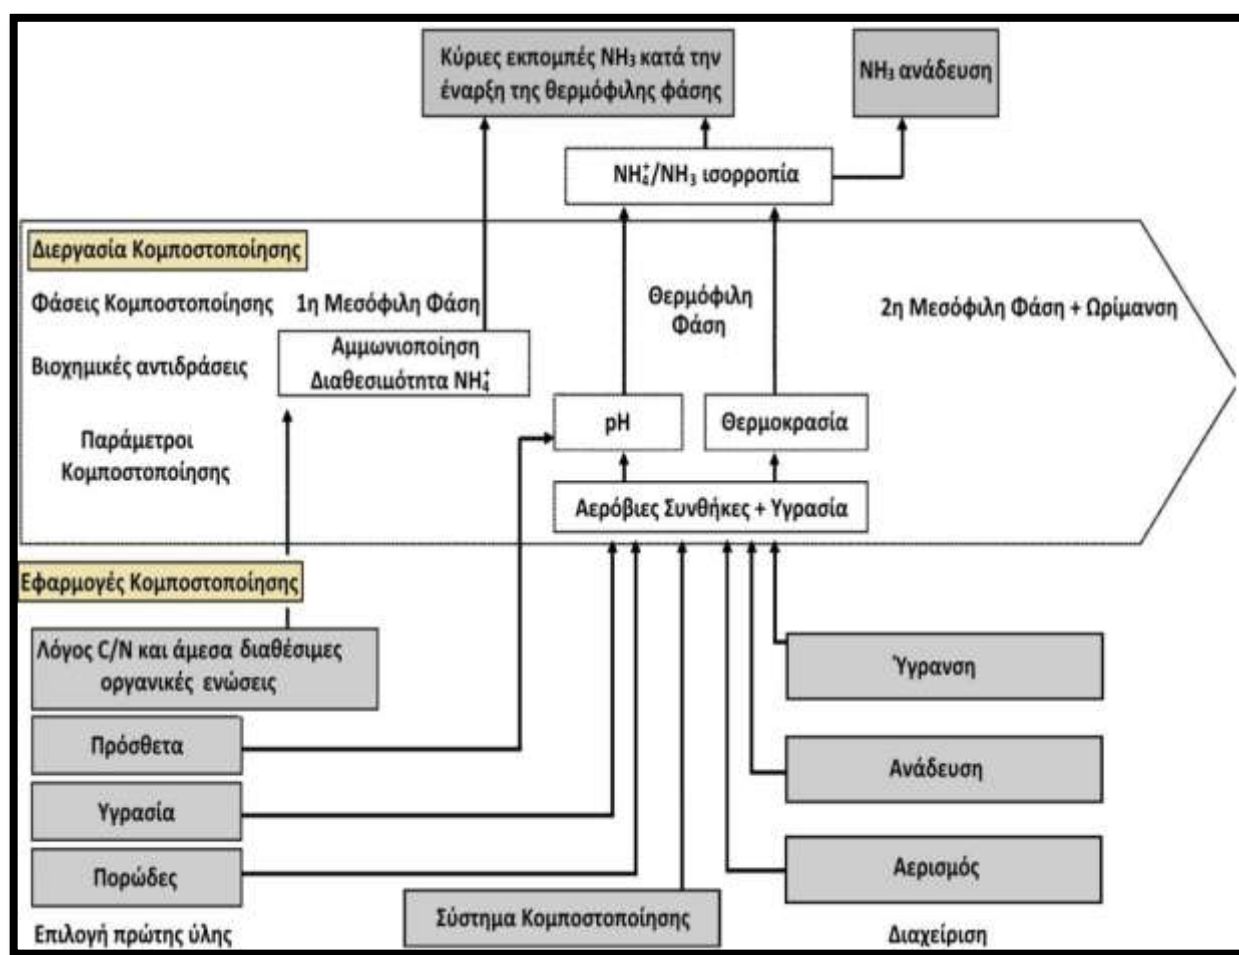 Κύριες εκπομπές NH₃ κατά την
έναρξη της θερμόφιλης φάσης
NH₃ ανάδευση
NH₄⁺/NH₃ ισορροπία
Διεργασία Κομποστοποίησης
Φάσεις Κομποστοποίησης
1η Μεσόφιλη Φάση
Θερμόφιλη
Φάση
2η Μεσόφιλη Φάση + Ωρίμανση
Βιοχημικές αντιδράσεις
Αμμωνιοποίηση
Διαθεσιμότητα NH₄⁺
Παράμετροι
Κομποστοποίησης
pH
Θερμοκρασία
Αερόβιες Συνθήκες + Υγρασία
Εφαρμογές Κομποστοποίησης
Λόγος C/N και άμεσα διαθέσιμες
οργανικές ενώσεις
Πρόσθετα
Υγρασία
Πορώδες
Επιλογή πρώτης ύλης
Σύστημα Κομποστοποίησης
Ύγρανση
Ανάδευση
Αερισμός
Διαχείριση